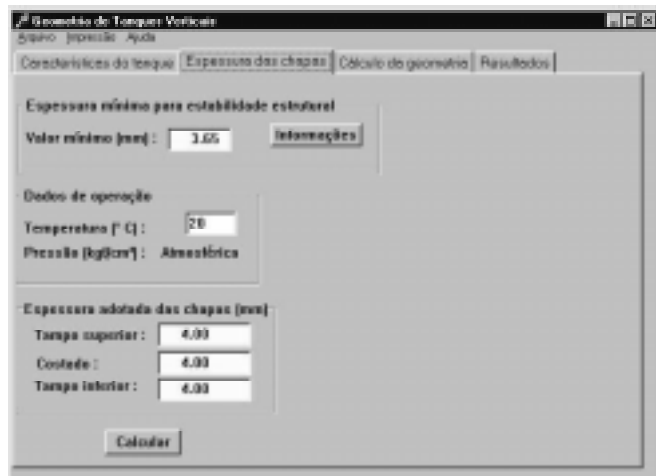 Geometria de Tanques Verticais
Arquivo Impressão Ajuda
Características do tanque Espessura das chapas Cálculo da geometria Resultados
Espessura mínima para estabilidade estrutural
Valor mínimo (mm) : 3.65 Informações
Dados de operação
Temperatura (° C) : 20
Pressão (kgf/cm²) : Atmosférica
Espessura adotada das chapas (mm)
Tampo superior : 4.00
Costado : 4.00
Tampo inferior : 4.00
Calcular